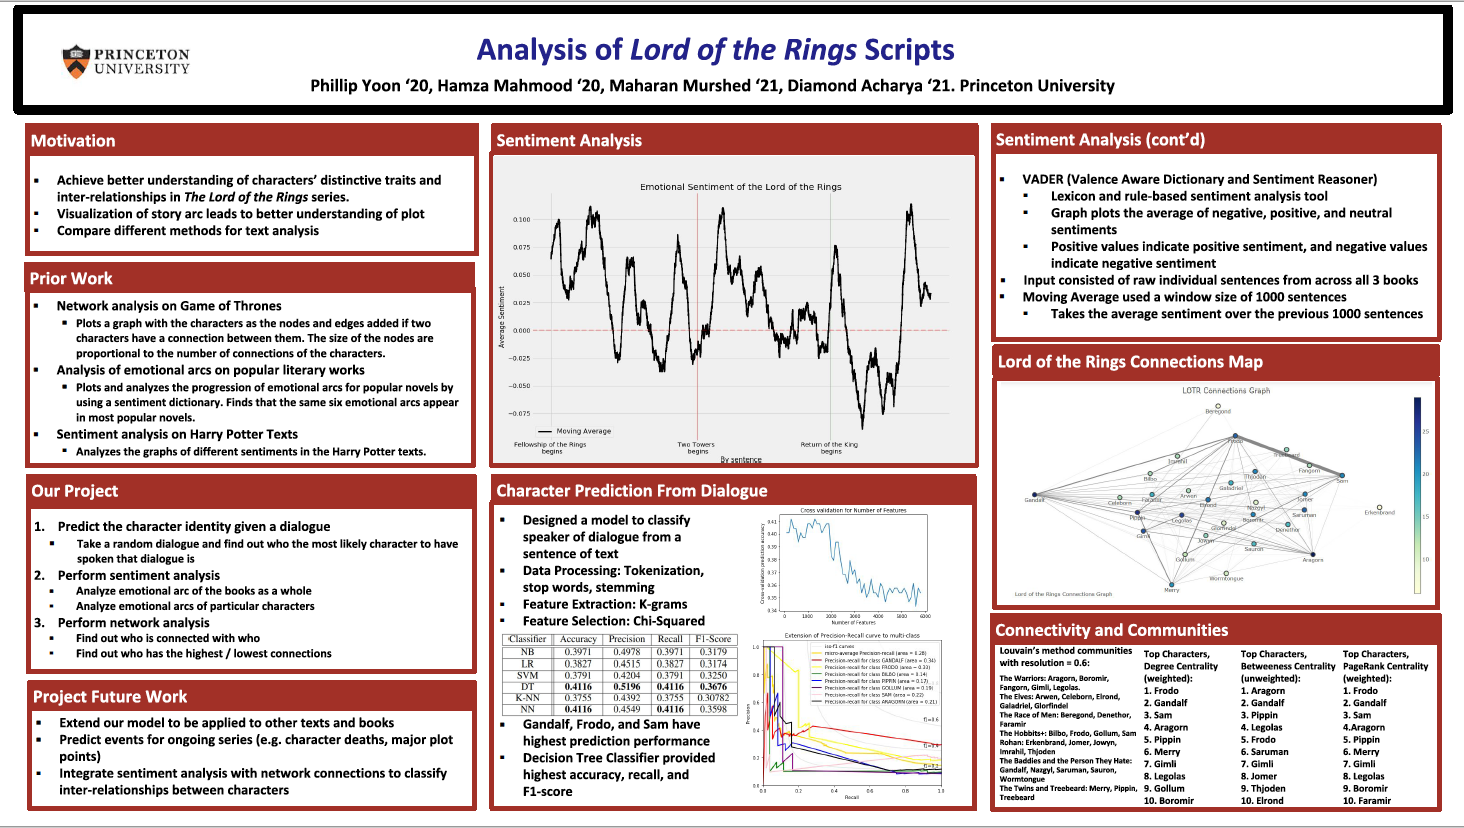 PRINCETON
UNIVERSITY
Analysis of Lord of the Rings Scripts
Phillip Yoon ‘20, Hamza Mahmood ‘20, Maharan Murshed ‘21, Diamond Acharya ‘21. Princeton University
Motivation
▪ Achieve better understanding of characters’ distinctive traits and
inter-relationships in The Lord of the Rings series.
▪ Visualization of story arc leads to better understanding of plot
▪ Compare different methods for text analysis
Prior Work
▪ Network analysis on Game of Thrones
▪ Plots a graph with the characters as the nodes and edges added if two
characters have a connection between them. The size of the nodes are
proportional to the number of connections of the characters.
▪ Analysis of emotional arcs on popular literary works
▪ Plots and analyzes the progression of emotional arcs for popular novels by
using a sentiment dictionary. Finds that the same six emotional arcs appear
in most popular novels.
▪ Sentiment analysis on Harry Potter Texts
▪ Analyzes the graphs of different sentiments in the Harry Potter texts.
Our Project
1. Predict the character identity given a dialogue
▪ Take a random dialogue and find out who the most likely character to have
spoken that dialogue is
2. Perform sentiment analysis
▪ Analyze emotional arc of the books as a whole
▪ Analyze emotional arcs of particular characters
3. Perform network analysis
▪ Find out who is connected with who
▪ Find out who has the highest / lowest connections
Project Future Work
▪ Extend our model to be applied to other texts and books
▪ Predict events for ongoing series (e.g. character deaths, major plot
points)
▪ Integrate sentiment analysis with network connections to classify
inter-relationships between characters
Sentiment Analysis
Emotional Sentiment of the Lord of the Rings
Average Sentiment
0.100
0.075
0.050
0.025
0.000
−0.025
−0.050
−0.075
Moving Average
Fellowship of the Rings
begins
Two Towers
begins
Return of the King
begins
By sentence
Character Prediction From Dialogue
▪ Designed a model to classify
speaker of dialogue from a
sentence of text
▪ Data Processing: Tokenization,
stop words, stemming
▪ Feature Extraction: K-grams
▪ Feature Selection: Chi-Squared
Classifier Accuracy Precision Recall F1-Score
NB 0.3971 0.4978 0.3971 0.3179
LR 0.3827 0.4515 0.3827 0.3174
SVM 0.3791 0.4204 0.3791 0.3250
DT 0.4116 0.5196 0.4116 0.3676
K-NN 0.3755 0.4392 0.3755 0.30782
NN 0.4116 0.4549 0.4116 0.3598
▪ Gandalf, Frodo, and Sam have
highest prediction performance
▪ Decision Tree Classifier provided
highest accuracy, recall, and
F1-score
Cross validation for Number of Features
Cross-validation prediction accuracy
0.41
0.40
0.39
0.38
0.37
0.36
0.35
0.34
0 1000 2000 3000 4000 5000 6000
Number of Features
Extension of Precision-Recall curve to multi-class
iso-f1 curves
micro-average Precision-recall (area = 0.26)
Precision-recall for class GANDALF (area = 0.34)
Precision-recall for class FRODO (area = 0.33)
Precision-recall for class BILBO (area = 0.14)
Precision-recall for class PIPPIN (area = 0.17)
Precision-recall for class GOLLUM (area = 0.19)
Precision-recall for class SAM (area = 0.22)
Precision-recall for class ARAGORN (area = 0.21)
f1=0.6
Precision
1.0
0.8
0.6
0.4
0.2
0.0
0.0 0.2 0.4 0.6 0.8 1.0
Recall
Sentiment Analysis (cont’d)
▪ VADER (Valence Aware Dictionary and Sentiment Reasoner)
▪ Lexicon and rule-based sentiment analysis tool
▪ Graph plots the average of negative, positive, and neutral
sentiments
▪ Positive values indicate positive sentiment, and negative values
indicate negative sentiment
▪ Input consisted of raw individual sentences from across all 3 books
▪ Moving Average used a window size of 1000 sentences
▪ Takes the average sentiment over the previous 1000 sentences
Lord of the Rings Connections Map
LOTR Connections Graph
Beregond
Imrahil
Fangorn
Bilbo
Thjoden
Sam
Galadriel
Gandalf
Celeborn
Faramir
Arwen
Elrond
Nazgyl
Jomer
Saruman
Erkenbrand
Pippin
Legolas
Boromir
Glorfindel
Denethor
Gimli
Jowyn
Sauron
Gollum
Aragorn
Wormtongue
Merry
25
20
15
10
Lord of the Rings Connections Graph
Connectivity and Communities
Louvain’s method communities
with resolution = 0.6:
The Warriors: Aragorn, Boromir,
Fangorn, Gimli, Legolas.
The Elves: Arwen, Celeborn, Elrond,
Galadriel, Glorfindel
The Race of Men: Beregond, Denethor,
Faramir
The Hobbits+: Bilbo, Frodo, Gollum, Sam
Rohan: Erkenbrand, Jomer, Jowyn,
Imrahil, Thjoden
The Baddies and the Person They Hate:
Gandalf, Nazgyl, Saruman, Sauron,
Wormtongue
The Twins and Treebeard: Merry, Pippin,
Treebeard
Top Characters,
Degree Centrality
(weighted):
1. Frodo
2. Gandalf
3. Sam
4. Aragorn
5. Pippin
6. Merry
7. Gimli
8. Legolas
9. Gollum
10. Boromir
Top Characters,
Betweeness Centrality
(unweighted):
1. Aragorn
2. Gandalf
3. Pippin
4. Legolas
5. Frodo
6. Saruman
7. Gimli
8. Jomer
9. Thjoden
10. Elrond
Top Characters,
PageRank Centrality
(weighted):
1. Frodo
2. Gandalf
3. Sam
4.Aragorn
5. Pippin
6. Merry
7. Gimli
8. Legolas
9. Boromir
10. Faramir